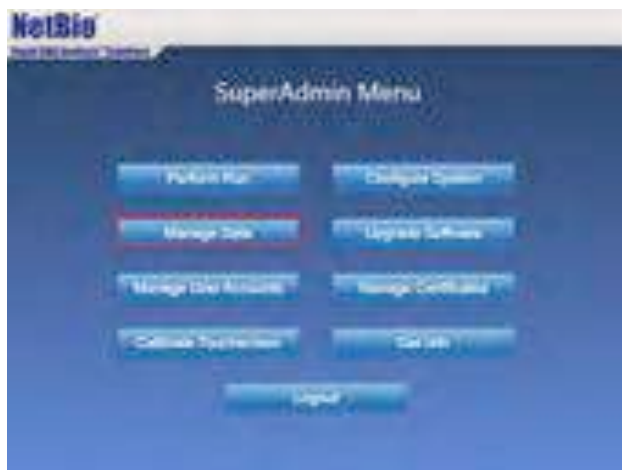 NetBio
SuperAdmin Menu
Perform Run
Configure System
Manage Data
Upgrade Software
Manage User Accounts
Manage Certificates
Calibrate Touchscreen
Get Info
Logout